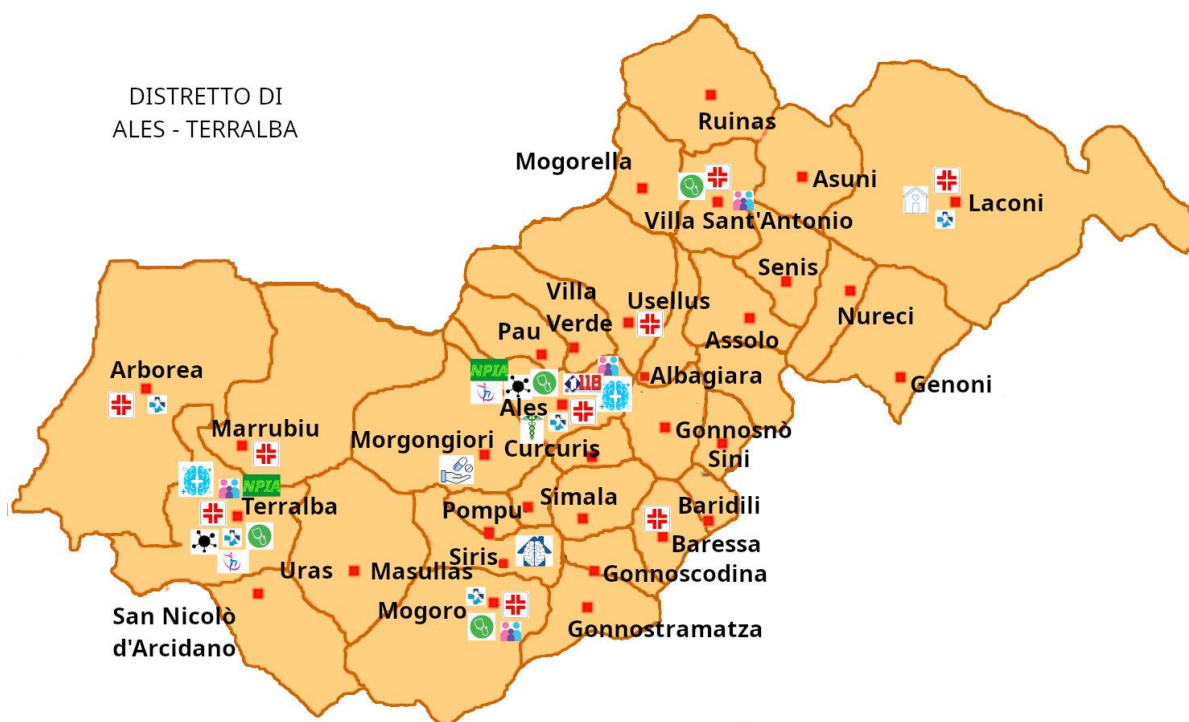 DISTRETTO DI
ALES - TERRALBA
Ruinas
Mogorella
Asuni
Laconi
Villa Sant'Antonio
Senis
Villa
Verde
Usellus
Nureci
Pau
Assolo
Arborea
NPIA
118
Albagiara
Genoni
Ales
Marrubiu
Morgongiori
Curcuris
Gonnosnò
Sini
NPIA
Terralba
Simala
Baridili
Pompu
Baressa
Siris
Uras
Masullas
Gonnoscodina
Mogoro
San Nicolò
d'Arcidano
Gonnostramatza